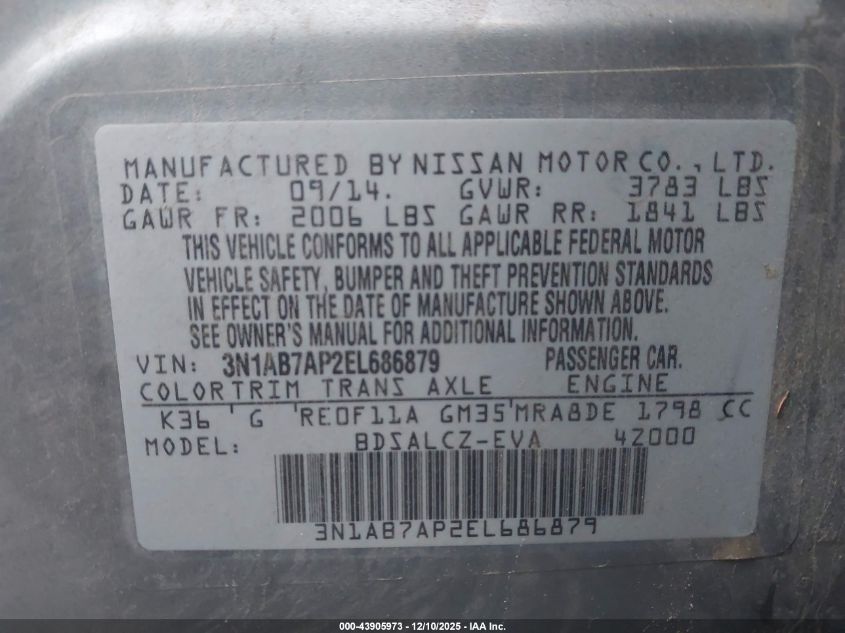 MANUFACTURED BY NISSAN MOTOR CO., LTD.
DATE: 09/14. GVWR: 3783 LBS
GAWR FR: 2006 LBS GAWR RR: 1841 LBS
THIS VEHICLE CONFORMS TO ALL APPLICABLE FEDERAL MOTOR
VEHICLE SAFETY, BUMPER AND THEFT PREVENTION STANDARDS
IN EFFECT ON THE DATE OF MANUFACTURE SHOWN ABOVE.
SEE OWNER'S MANUAL FOR ADDITIONAL INFORMATION.
VIN: 3N1AB7AP2EL686879 PASSENGER CAR.
COLORTRIM TRANS AXLE ENGINE
K36 'G 'RE0F11A GM35'MRA8DE 1798 CC
MODEL: BDSALCZ-EVA 4Z000
3N1AB7AP2EL686879
000-43905973 - 12/10/2025 - IAA Inc.